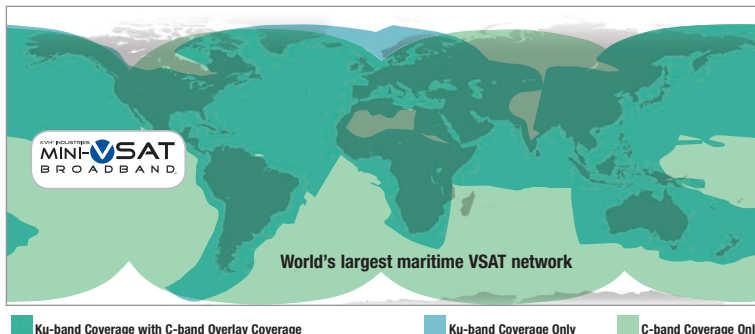 KVH INDUSTRIES
MINI-VSAT
BROADBAND
World's largest maritime VSAT network
Ku-band Coverage with C-band Overlay Coverage
Ku-band Coverage Only
C-band Coverage Onl